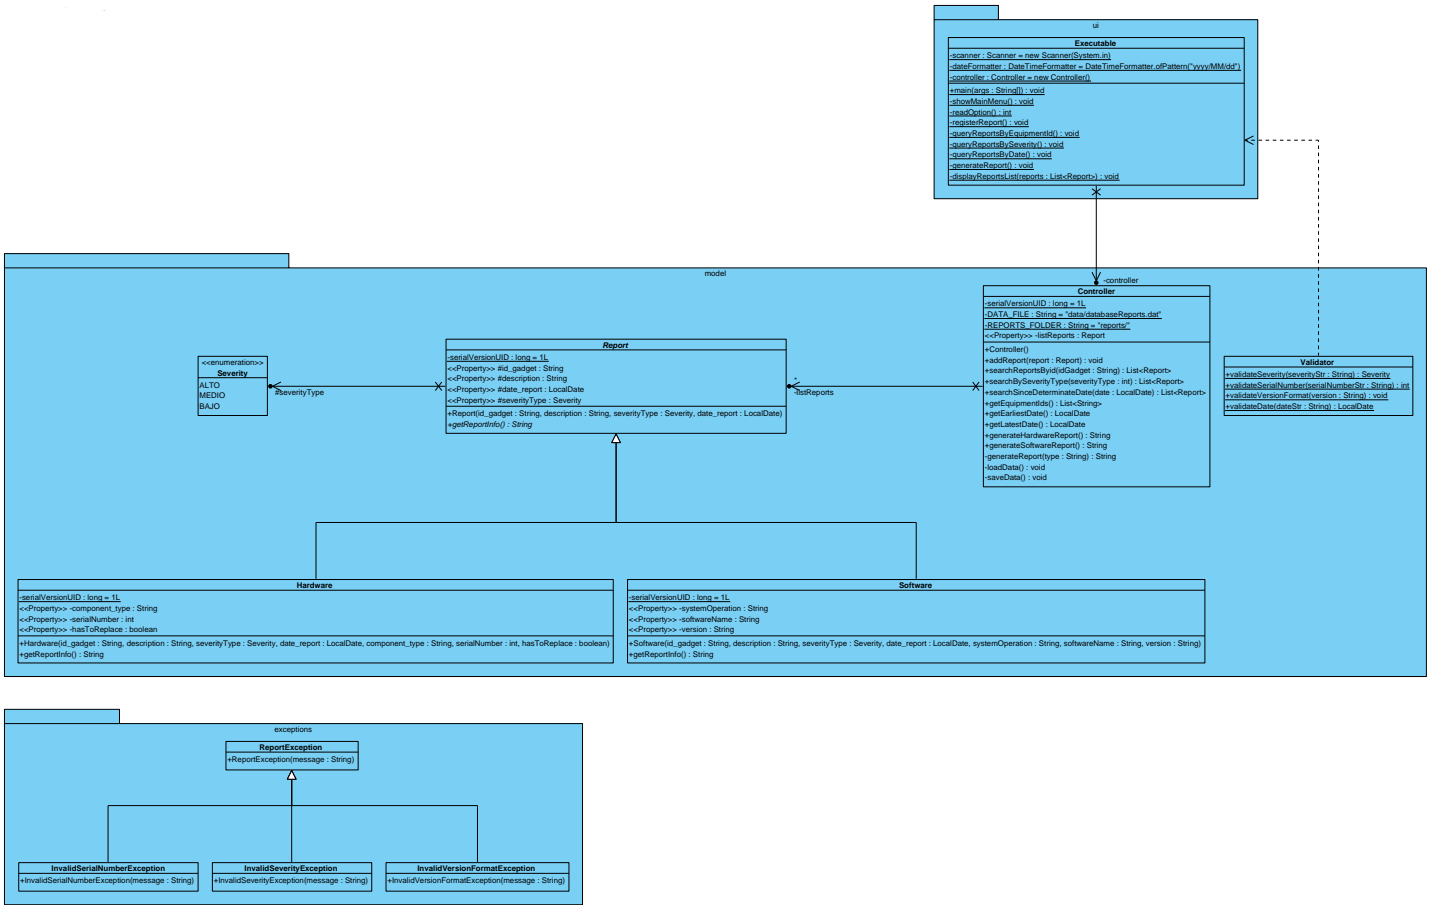 ui
Executable
-scanner : Scanner = new Scanner(System.in)
-dateFormatter : DateTimeFormatter = DateTimeFormatter.ofPattern("yyyy/MM/dd")
-controller : Controller = new Controller()
+main(args : String[]) : void
-showMainMenu() : void
-readOption() : int
-registerReport() : void
-queryReportsByEquipmentId() : void
-queryReportsBySeverity() : void
-queryReportsByDate() : void
-generateReport() : void
-displayReportsList(reports : List<Report>) : void
model
-controller
Controller
-serialVersionUID : long = 1L
-DATA_FILE : String = "data/databaseReports.dat"
-REPORTS_FOLDER : String = "reports/"
<<Property>> -listReports : Report
+Controller()
+addReport(report : Report) : void
+searchReportsByid(idGadget : String) : List<Report>
+searchBySeverityType(severityType : int) : List<Report>
+searchSinceDeterminateDate(date : LocalDate) : List<Report>
+getEquipmentIds() : List<String>
+getEarliestDate() : LocalDate
+getLatestDate() : LocalDate
+generateHardwareReport() : String
+generateSoftwareReport() : String
-generateReport(type : String) : String
-loadData() : void
-saveData() : void
Report
-serialVersionUID : long = 1L
<<Property>> #id_gadget : String
<<Property>> #description : String
<<Property>> #date_report : LocalDate
<<Property>> #severityType : Severity
+Report(id_gadget : String, description : String, severityType : Severity, date_report : LocalDate)
+getReportInfo() : String
*
-listReports
<<enumeration>>
Severity
ALTO
MEDIO
BAJO
#severityType
Validator
+validateSeverity(severityStr : String) : Severity
+validateSerialNumber(serialNumberStr : String) : int
+validateVersionFormat(version : String) : void
+validateDate(dateStr : String) : LocalDate
Hardware
-serialVersionUID : long = 1L
<<Property>> -component_type : String
<<Property>> -serialNumber : int
<<Property>> -hasToReplace : boolean
+Hardware(id_gadget : String, description : String, severityType : Severity, date_report : LocalDate, component_type : String, serialNumber : int, hasToReplace : boolean)
+getReportInfo() : String
Software
-serialVersionUID : long = 1L
<<Property>> -systemOperation : String
<<Property>> -softwareName : String
<<Property>> -version : String
+Software(id_gadget : String, description : String, severityType : Severity, date_report : LocalDate, systemOperation : String, softwareName : String, version : String)
+getReportInfo() : String
exceptions
ReportException
+ReportException(message : String)
InvalidSerialNumberException
+InvalidSerialNumberException(message : String)
InvalidSeverityException
+InvalidSeverityException(message : String)
InvalidVersionFormatException
+InvalidVersionFormatException(message : String)